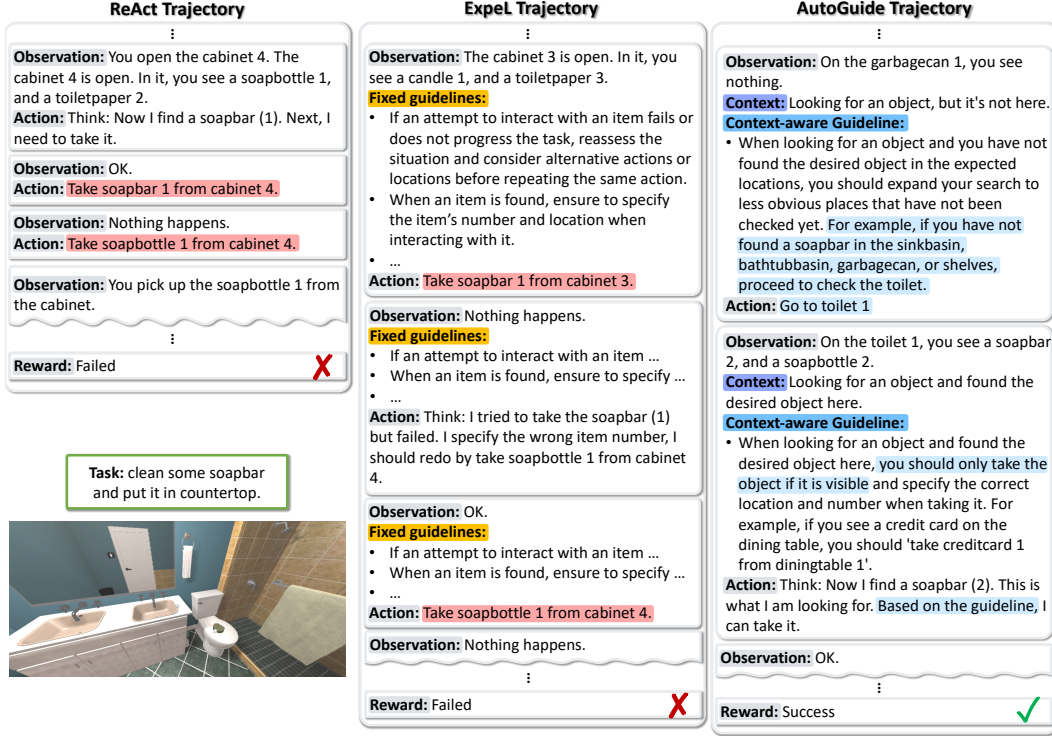 ReAct Trajectory
⋮
Observation: You open the cabinet 4. The
cabinet 4 is open. In it, you see a soapbottle 1,
and a toiletpaper 2.
Action: Think: Now I find a soapbar (1). Next, I
need to take it.
Observation: OK.
Action: Take soapbar 1 from cabinet 4.
Observation: Nothing happens.
Action: Take soapbottle 1 from cabinet 4.
Observation: You pick up the soapbottle 1 from
the cabinet.
⋮
Reward: Failed ✗
Task: clean some soapbar
and put it in countertop.
ExpeL Trajectory
⋮
Observation: The cabinet 3 is open. In it, you
see a candle 1, and a toiletpaper 3.
Fixed guidelines:
• If an attempt to interact with an item fails or
does not progress the task, reassess the
situation and consider alternative actions or
locations before repeating the same action.
• When an item is found, ensure to specify
the item's number and location when
interacting with it.
• …
Action: Take soapbar 1 from cabinet 3.
Observation: Nothing happens.
Fixed guidelines:
• If an attempt to interact with an item …
• When an item is found, ensure to specify …
• …
Action: Think: I tried to take the soapbar (1)
but failed. I specify the wrong item number, I
should redo by take soapbottle 1 from cabinet
4.
Observation: OK.
Fixed guidelines:
• If an attempt to interact with an item …
• When an item is found, ensure to specify …
• …
Action: Take soapbottle 1 from cabinet 4.
Observation: Nothing happens.
⋮
Reward: Failed ✗
AutoGuide Trajectory
⋮
Observation: On the garbagecan 1, you see
nothing.
Context: Looking for an object, but it's not here.
Context-aware Guideline:
• When looking for an object and you have not
found the desired object in the expected
locations, you should expand your search to
less obvious places that have not been
checked yet. For example, if you have not
found a soapbar in the sinkbasin,
bathtubbasin, garbagecan, or shelves,
proceed to check the toilet.
Action: Go to toilet 1
Observation: On the toilet 1, you see a soapbar
2, and a soapbottle 2.
Context: Looking for an object and found the
desired object here.
Context-aware Guideline:
• When looking for an object and found the
desired object here, you should only take the
object if it is visible and specify the correct
location and number when taking it. For
example, if you see a credit card on the
dining table, you should 'take creditcard 1
from diningtable 1'.
Action: Think: Now I find a soapbar (2). This is
what I am looking for. Based on the guideline, I
can take it.
Observation: OK.
⋮
Reward: Success ✓